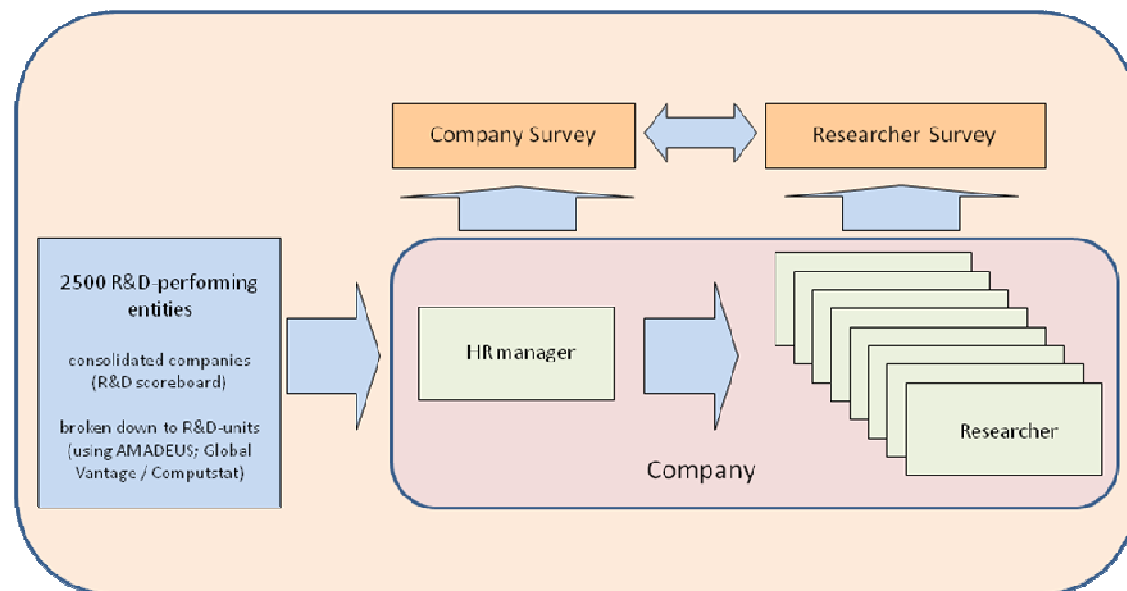 Company Survey
Researcher Survey
2500 R&D-performing
entities
consolidated companies
(R&D scoreboard)
broken down to R&D-units
(using AMADEUS; Global
Vantage / Computstat)
HR manager
Researcher
Company